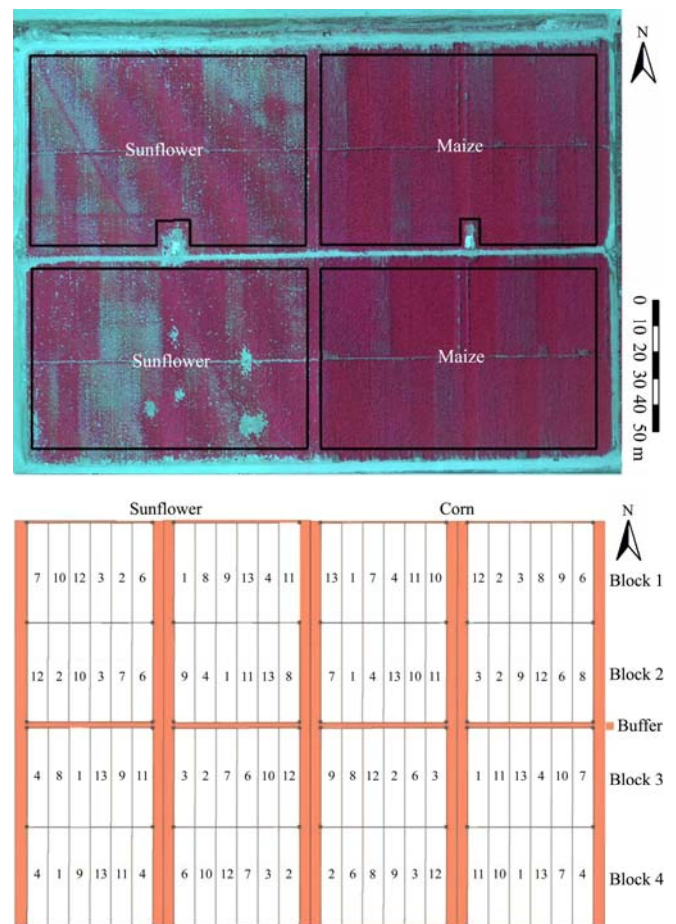 N
Sunflower Maize
0 10 20 30 40 50 m
Sunflower Maize
Sunflower Corn N
7 10 12 3 2 6 1 8 9 13 4 11 13 1 7 4 11 10 12 2 3 8 9 6 Block 1
12 2 10 3 7 6 9 4 1 11 13 8 7 1 4 13 10 11 3 2 9 12 6 8 Block 2
Buffer
4 8 1 13 9 11 3 2 7 6 10 12 9 8 12 2 6 3 1 11 13 4 10 7 Block 3
4 1 9 13 11 4 6 10 12 7 3 2 2 6 8 9 3 12 11 10 1 13 7 4 Block 4